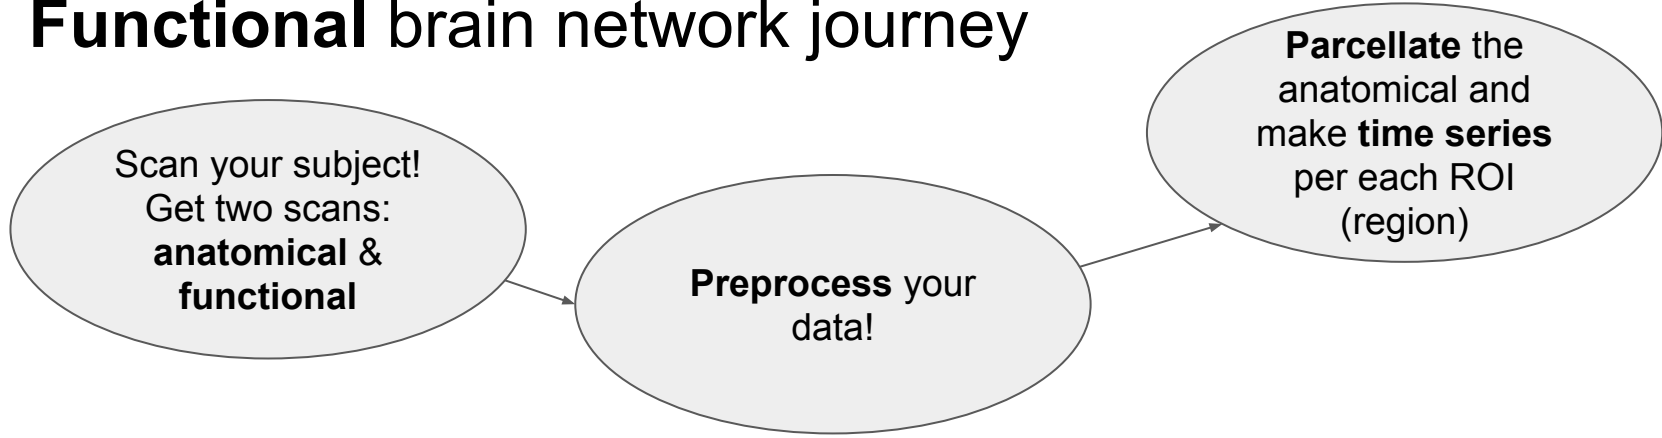 Functional brain network journey
Scan your subject!
Get two scans:
anatomical &
functional
Preprocess your
data!
Parcellate the
anatomical and
make time series
per each ROI
(region)